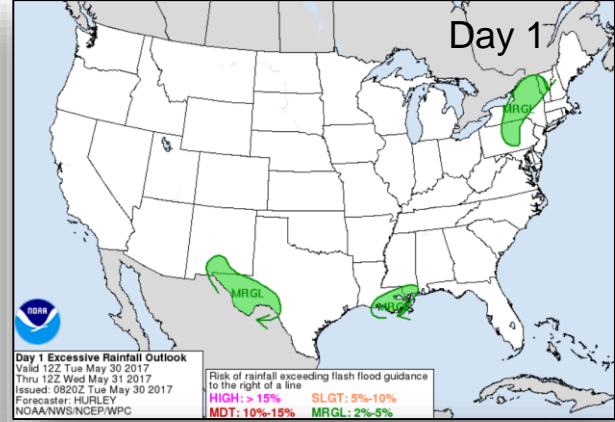 Day 1
MRGL
MRGL
MRGL
NOAA
Day 1 Excessive Rainfall Outlook
Valid 12Z Tue May 30 2017
Thru 12Z Wed May 31 2017
Issued: 0820Z Tue May 30 2017
Forecaster: HURLEY
NOAA/NWS/NCEP/WPC
Risk of rainfall exceeding flash flood guidance
to the right of a line
HIGH: > 15% SLGT: 5%-10%
MDT: 10%-15% MRGL: 2%-5%